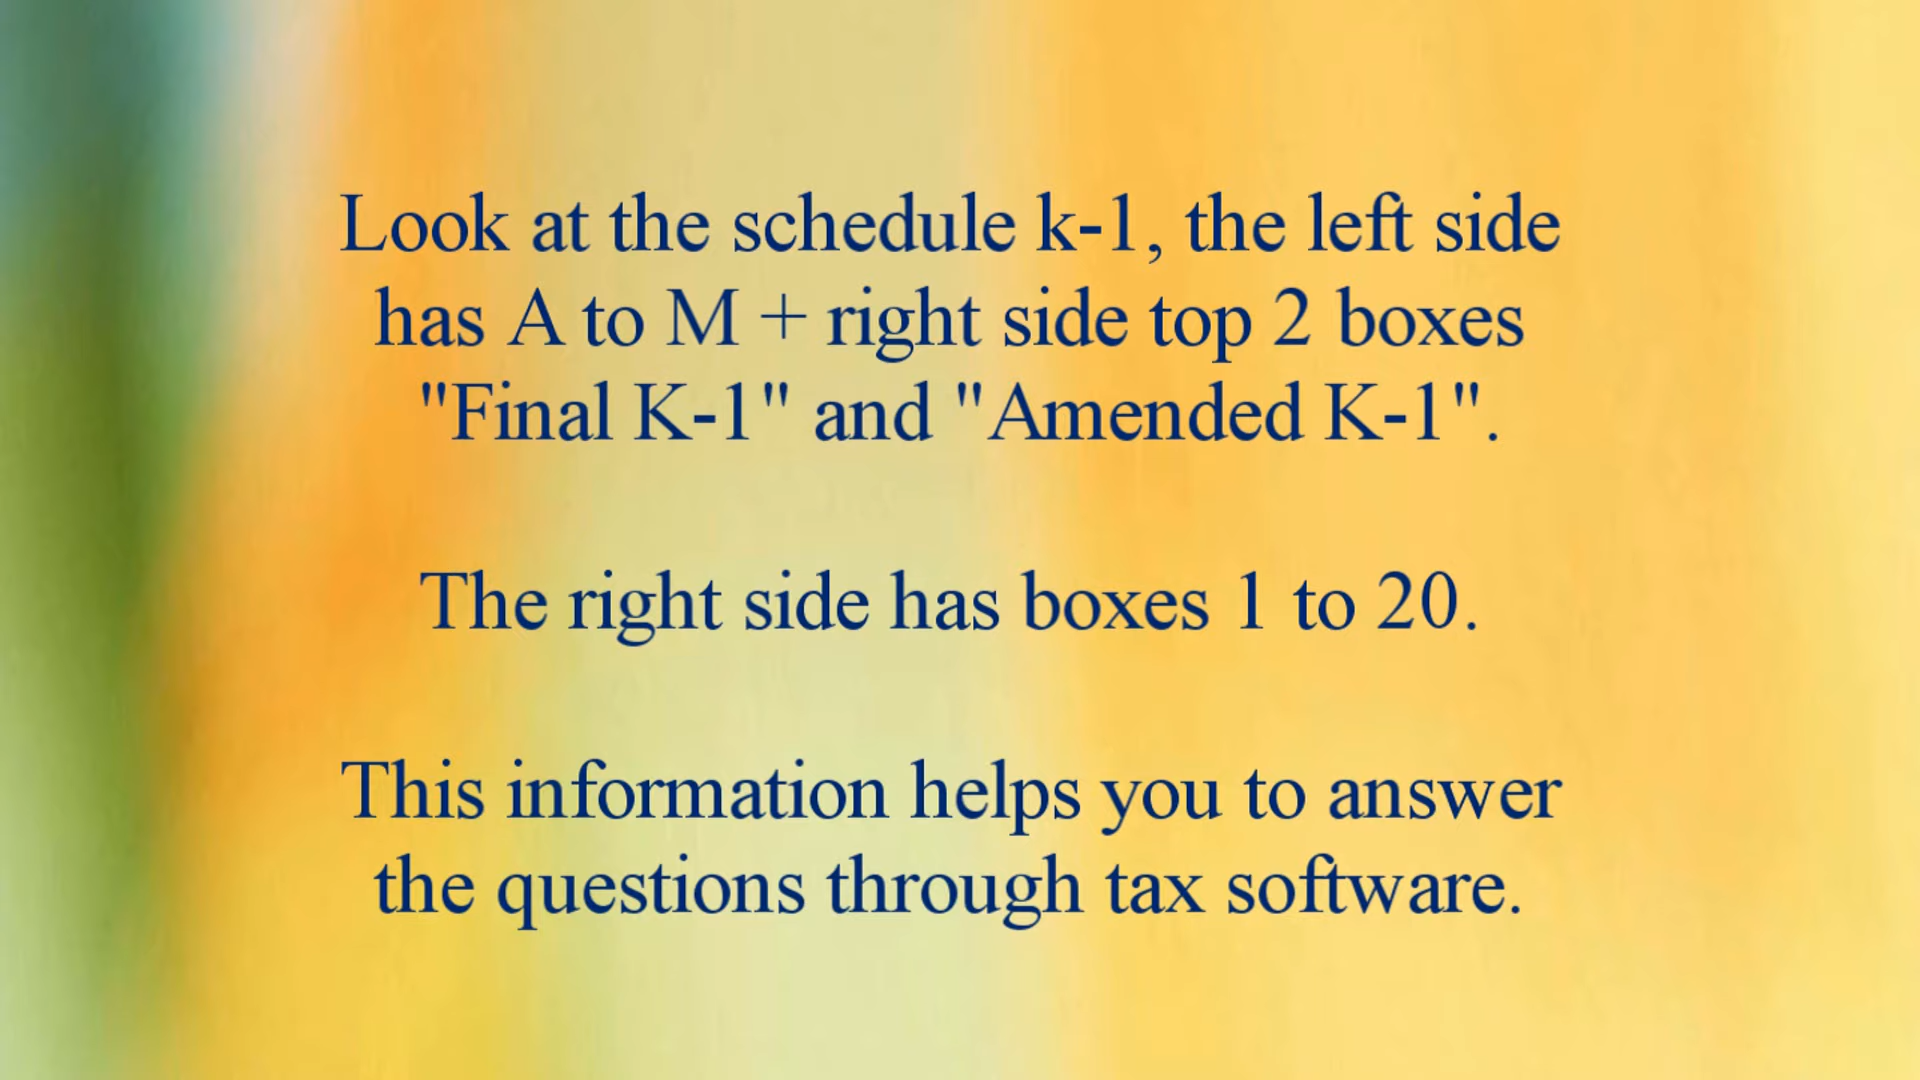 Look at the schedule k-1, the left side
has A to M + right side top 2 boxes
"Final K-1" and "Amended K-1".
The right side has boxes 1 to 20.
This information helps you to answer
the questions through tax software.